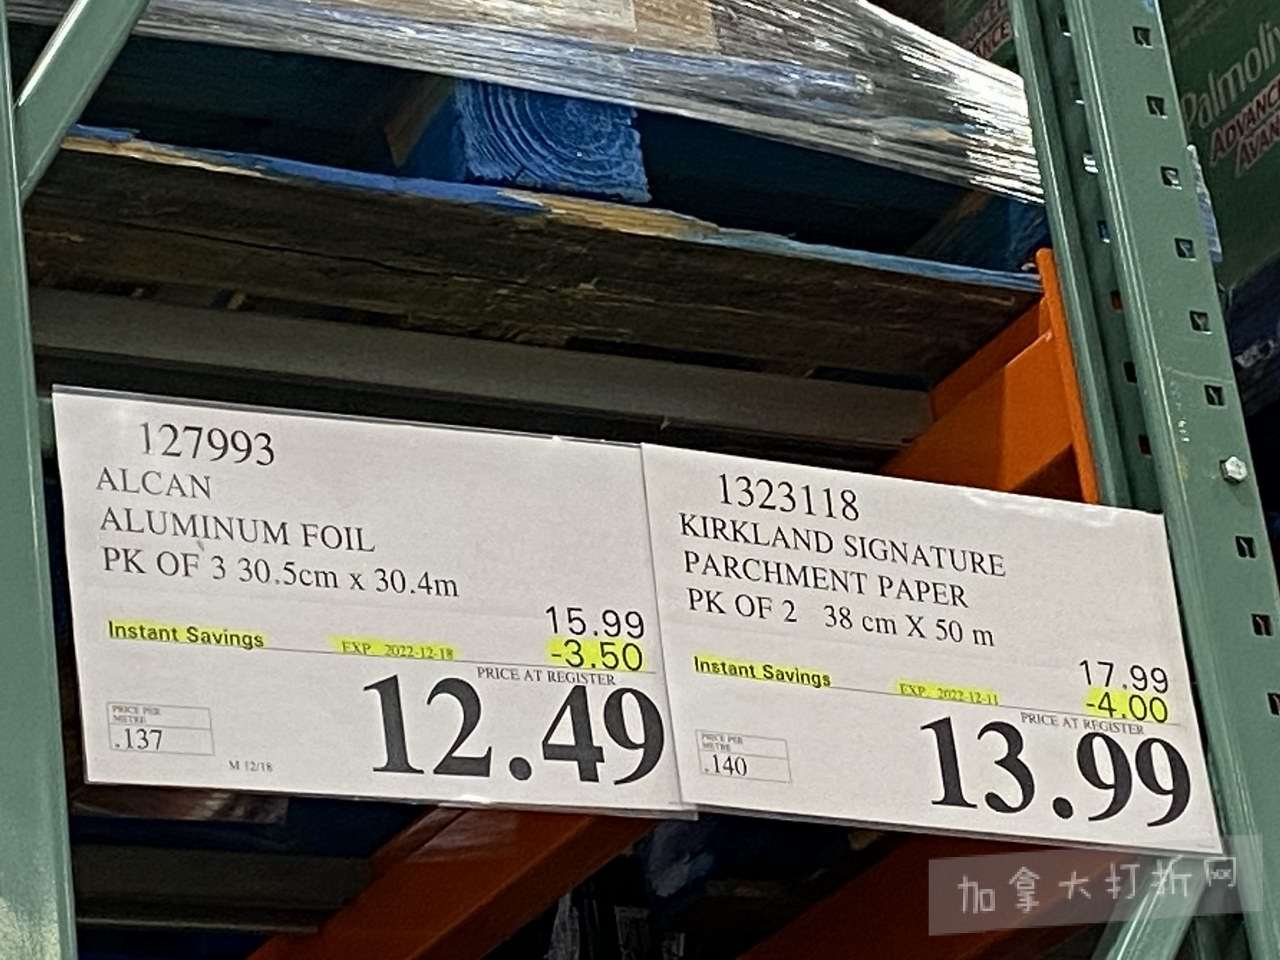 127993
ALCAN
ALUMINUM FOIL
PK OF 3 30.5cm x 30.4m
15.99
Instant Savings EXP. 2022-12-18 -3.50
PRICE AT REGISTER
12.49
PRICE PER
METRE
.137
M 12/18
1323118
KIRKLAND SIGNATURE
PARCHMENT PAPER
PK OF 2 38 cm X 50 m
17.99
Instant Savings EXP. 2022-12-11 -4.00
PRICE AT REGISTER
13.99
PRICE PER
METRE
.140
Palmoliv
ADVANC
加拿大打折网